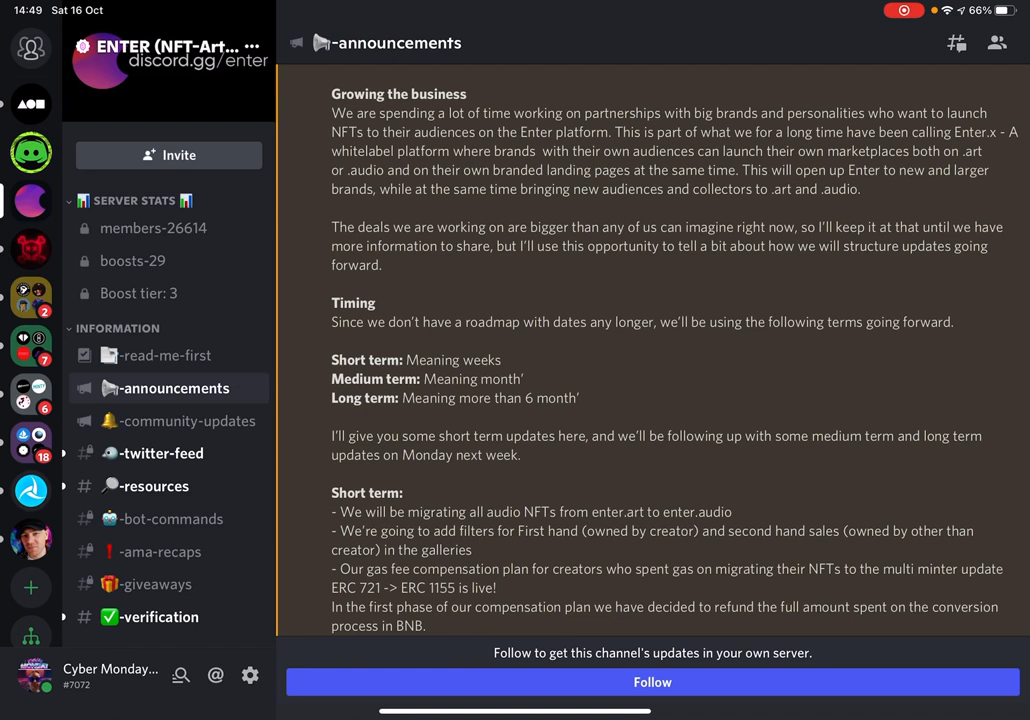 14:49 Sat 16 Oct
66%
ENTER (NFT-Art... •••
discord.gg/enter
Invite
SERVER STATS
members-26614
boosts-29
Boost tier: 3
INFORMATION
-read-me-first
-announcements
-community-updates
-twitter-feed
-resources
-bot-commands
-ama-recaps
-giveaways
-verification
2
7
6
18
Cyber Monday...
#7072
-announcements
Growing the business
We are spending a lot of time working on partnerships with big brands and personalities who want to launch
NFTs to their audiences on the Enter platform. This is part of what we for a long time have been calling Enter.x - A
whitelabel platform where brands with their own audiences can launch their own marketplaces both on .art
or .audio and on their own branded landing pages at the same time. This will open up Enter to new and larger
brands, while at the same time bringing new audiences and collectors to .art and .audio.
The deals we are working on are bigger than any of us can imagine right now, so I'll keep it at that until we have
more information to share, but I'll use this opportunity to tell a bit about how we will structure updates going
forward.
Timing
Since we don't have a roadmap with dates any longer, we'll be using the following terms going forward.
Short term: Meaning weeks
Medium term: Meaning month'
Long term: Meaning more than 6 month'
I'll give you some short term updates here, and we'll be following up with some medium term and long term
updates on Monday next week.
Short term:
- We will be migrating all audio NFTs from enter.art to enter.audio
- We're going to add filters for First hand (owned by creator) and second hand sales (owned by other than
creator) in the galleries
- Our gas fee compensation plan for creators who spent gas on migrating their NFTs to the multi minter update
ERC 721 -> ERC 1155 is live!
In the first phase of our compensation plan we have decided to refund the full amount spent on the conversion
process in BNB.
Follow to get this channel's updates in your own server.
Follow